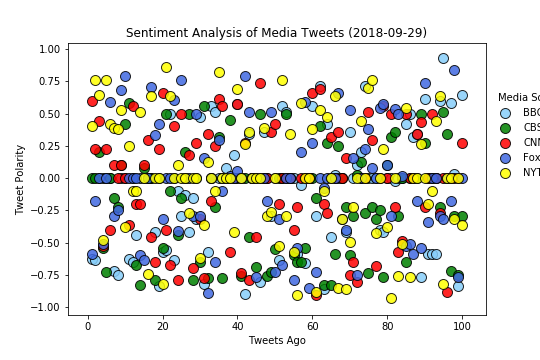 Sentiment Analysis of Media Tweets (2018-09-29)
1.00
0.75
0.50
0.25
0.00
−0.25
−0.50
−0.75
−1.00
Tweet Polarity
0
20
40
60
80
100
Tweets Ago
Media So
BBC
CBS
CNN
Fox
NYT